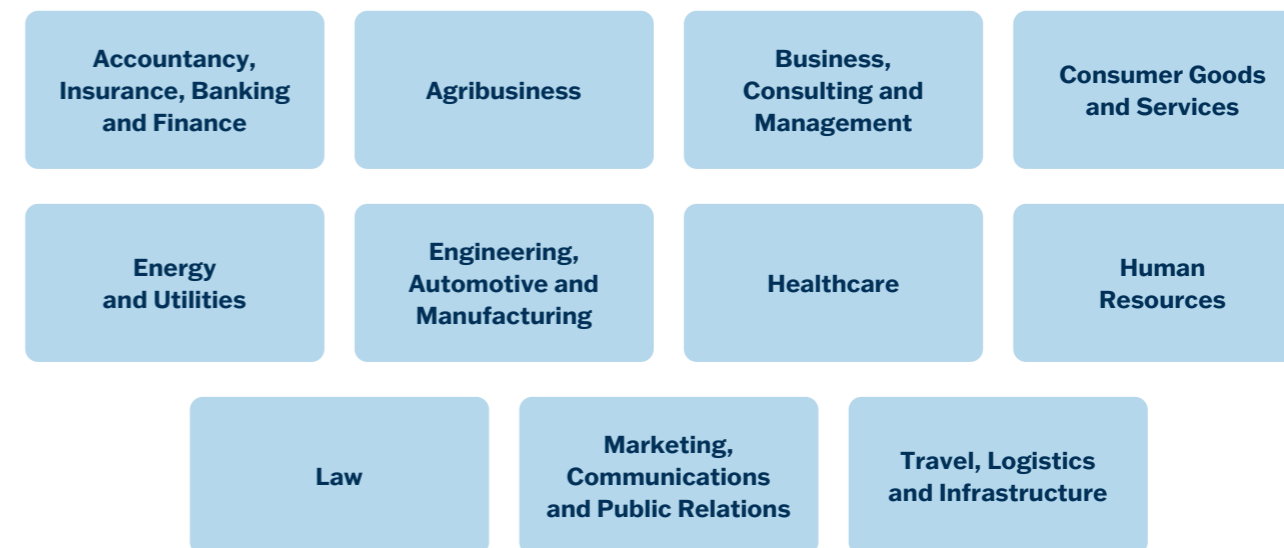 Accountancy,
Insurance, Banking
and Finance
Agribusiness
Business,
Consulting and
Management
Consumer Goods
and Services
Energy
and Utilities
Engineering,
Automotive and
Manufacturing
Healthcare
Human
Resources
Law
Marketing,
Communications
and Public Relations
Travel, Logistics
and Infrastructure